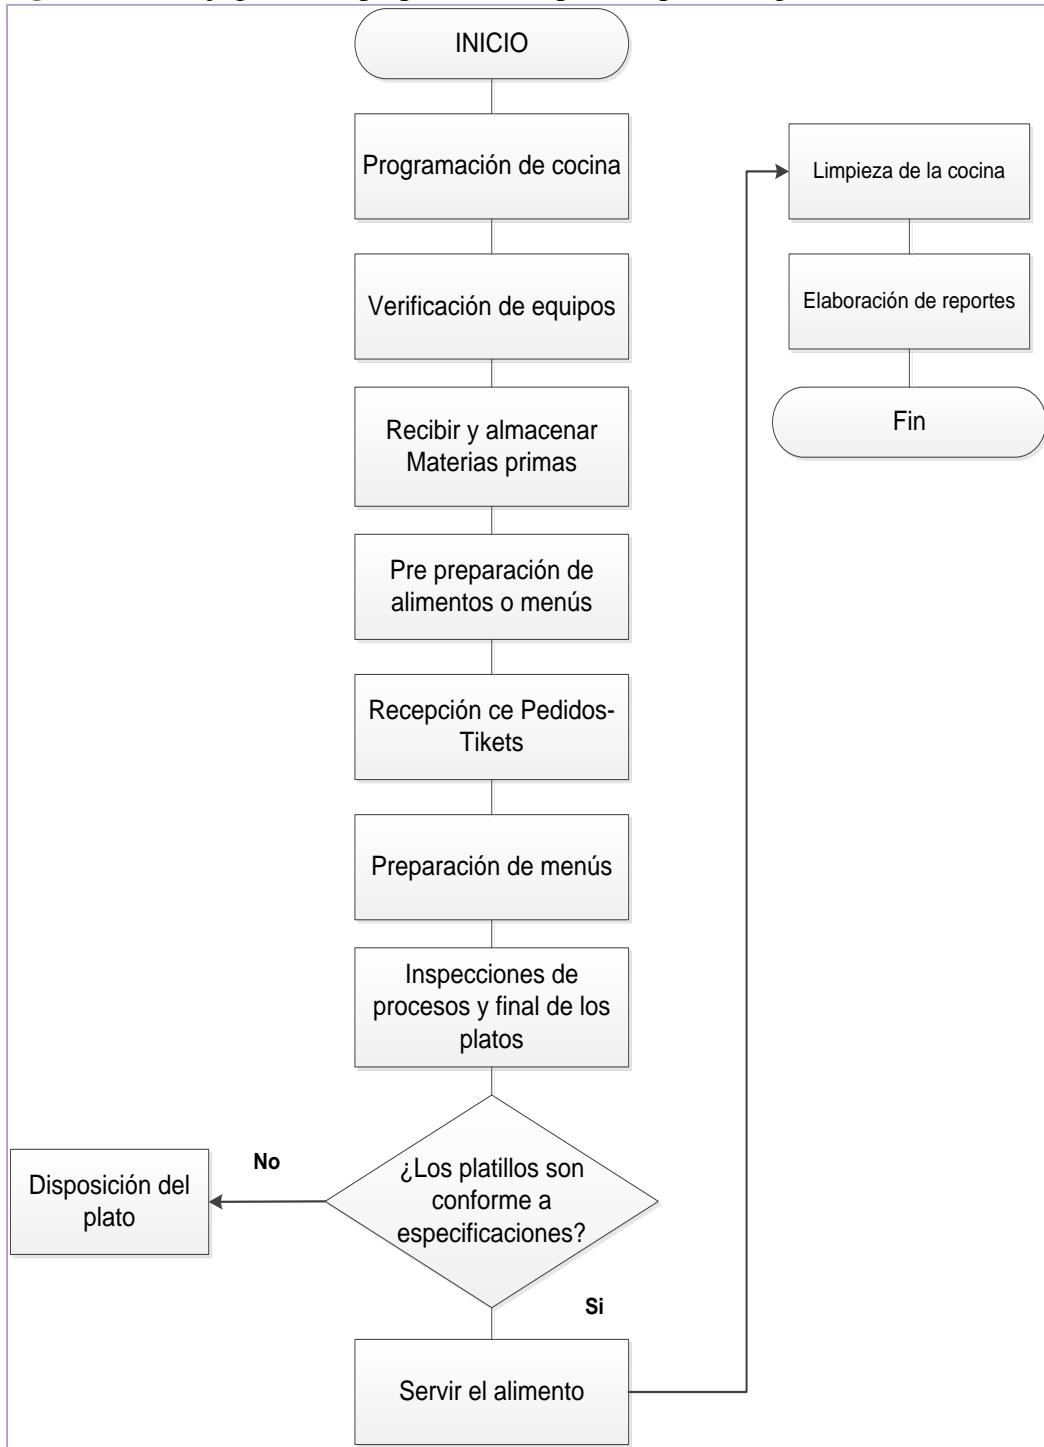 INICIO
Programación de cocina
Verificación de equipos
Recibir y almacenar
Materias primas
Pre preparación de
alimentos o menús
Recepción ce Pedidos-
Tikets
Preparación de menús
Inspecciones de
procesos y final de los
platos
¿Los platillos son
conforme a
especificaciones?
No
Disposición del
plato
Si
Servir el alimento
Limpieza de la cocina
Elaboración de reportes
Fin